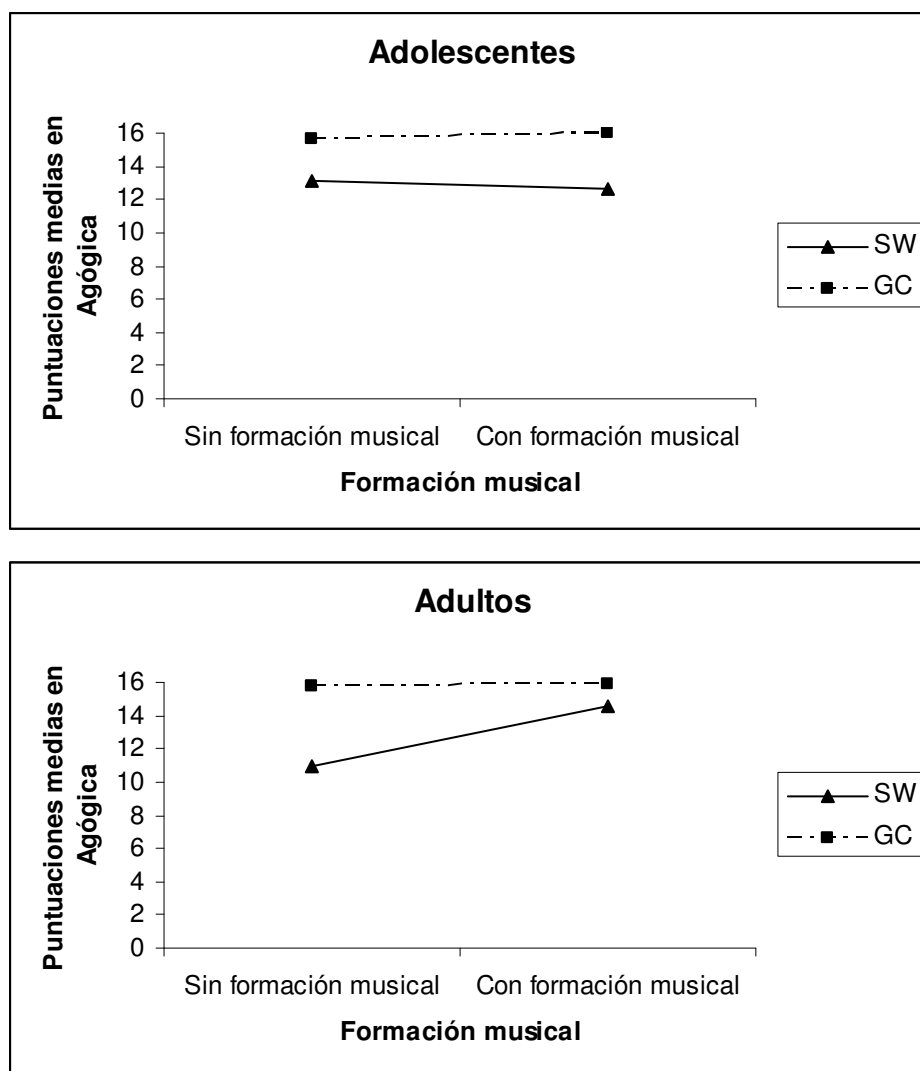 Adolescentes
Puntuaciones medias en
Agógica
16
14
12
10
8
6
4
2
0
Sin formación musical Con formación musical
Formación musical
SW
GC
Adultos
Puntuaciones medias en
Agógica
16
14
12
10
8
6
4
2
0
Sin formación musical Con formación musical
Formación musical
SW
GC